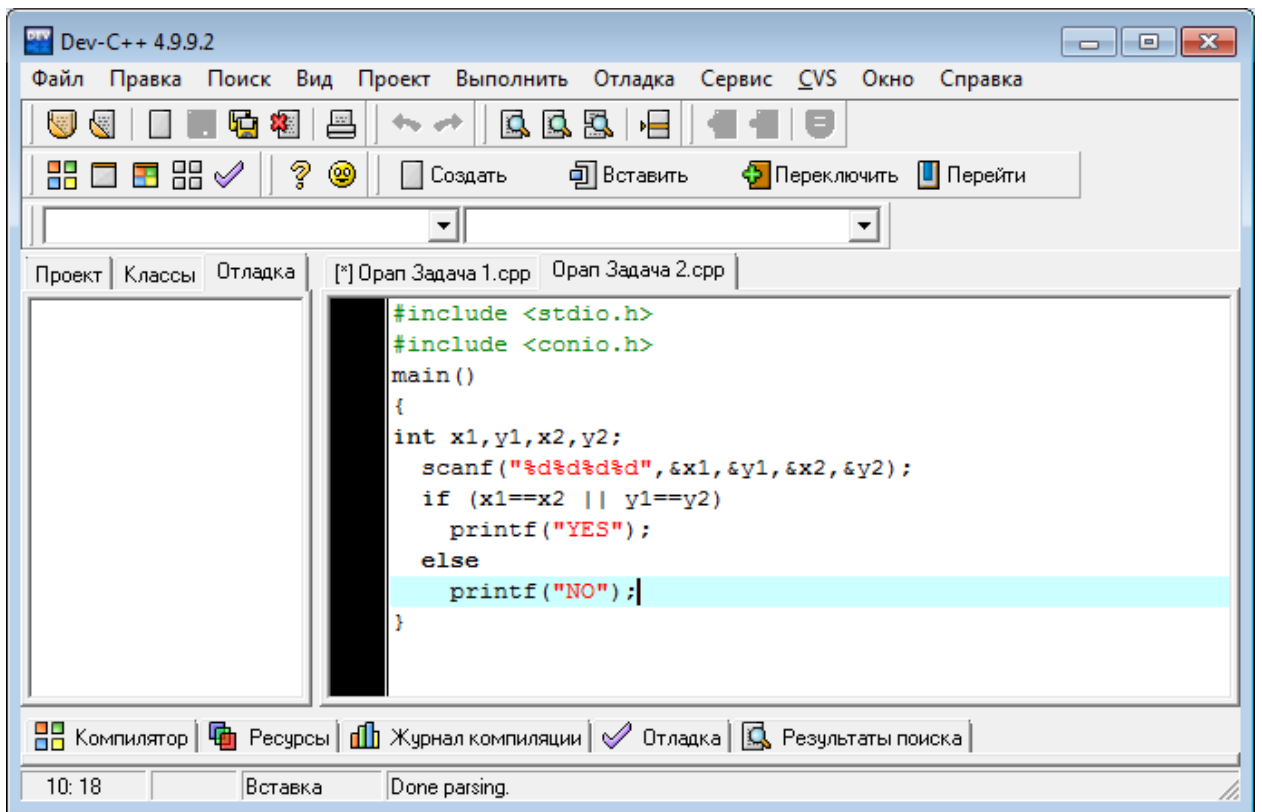 Dev-C++ 4.9.9.2
Файл Правка Поиск Вид Проект Выполнить Отладка Сервис CVS Окно Справка
Создать Вставить Переключить Перейти
Проект Классы Отладка [*] Орап Задача 1.cpp Орап Задача 2.cpp
#include <stdio.h>
#include <conio.h>
main()
{
int x1,y1,x2,y2;
scanf("%d%d%d%d",&x1,&y1,&x2,&y2);
if (x1==x2 || y1==y2)
printf("YES");
else
printf("NO");
}
Компилятор Ресурсы Журнал компиляции Отладка Результаты поиска
10: 18 Вставка Done parsing.